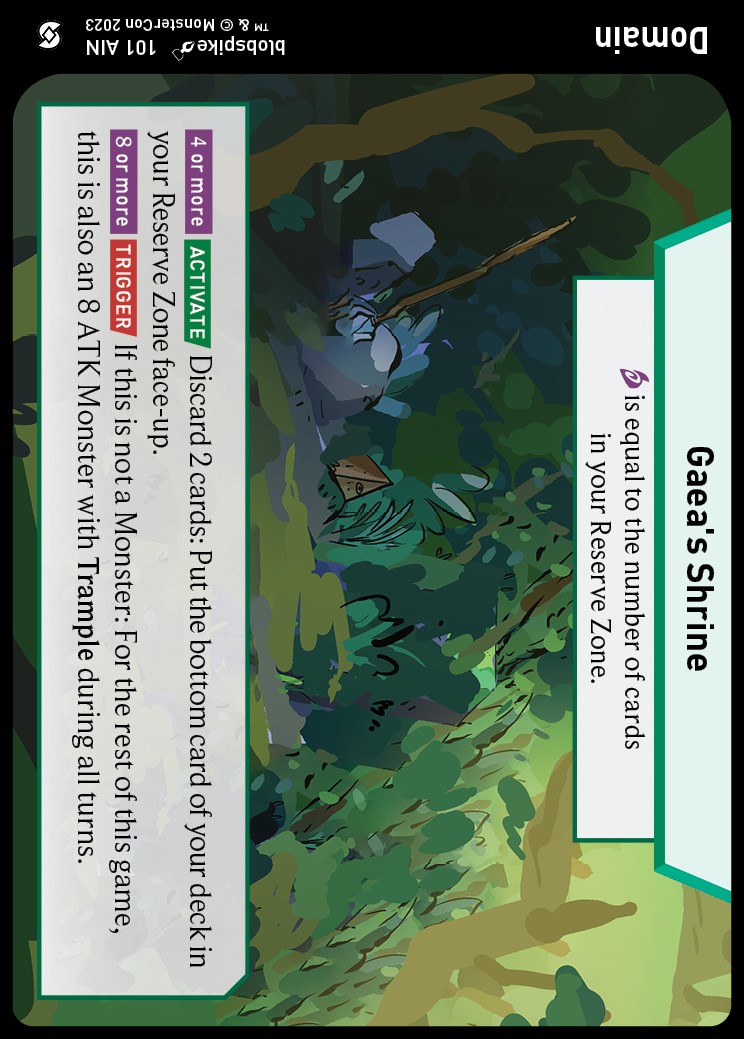 Gaea's Shrine
is equal to the number of cards
in your Reserve Zone.
4 or more ACTIVATE Discard 2 cards: Put the bottom card of your deck in
your Reserve Zone face-up.
8 or more TRIGGER If this is not a Monster: For the rest of this game,
this is also an 8 ATK Monster with Trample during all turns.
Domain
blobspike 101 AIN
™ & © MonsterCon 2023